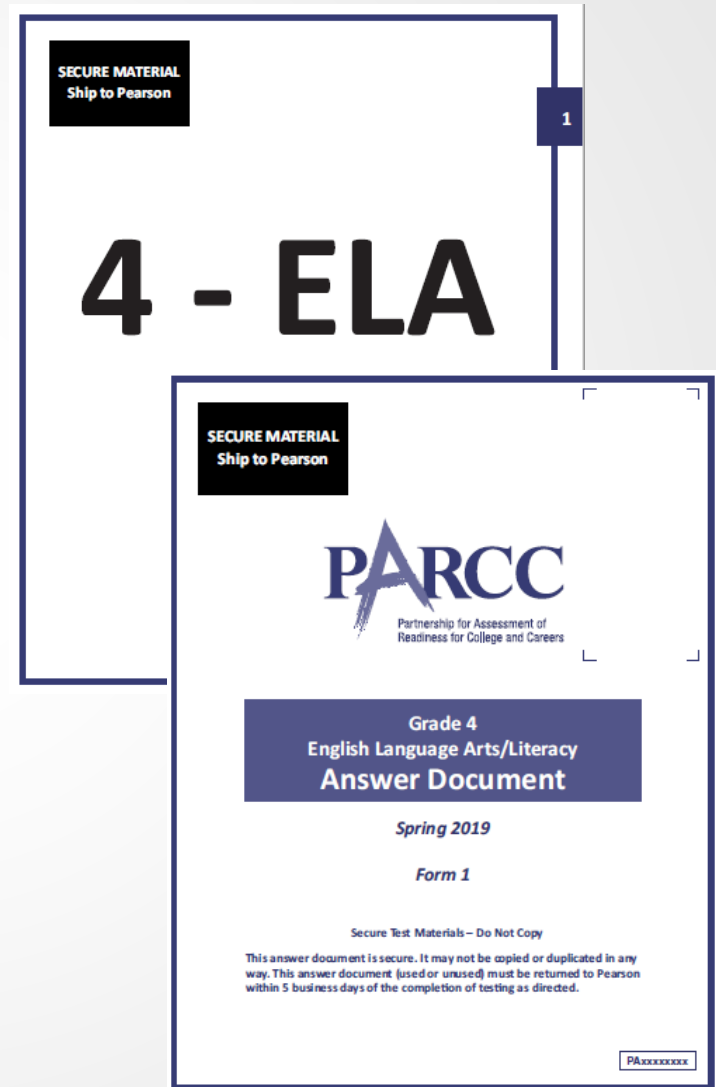 SECURE MATERIAL
Ship to Pearson
1
4 - ELA
SECURE MATERIAL
Ship to Pearson
PARCC
Partnership for Assessment of
Readiness for College and Careers
Grade 4
English Language Arts/Literacy
Answer Document
Spring 2019
Form 1
Secure Test Materials – Do Not Copy
This answer document is secure. It may not be copied or duplicated in any
way. This answer document (used or unused) must be returned to Pearson
within 5 business days of the completion of testing as directed.
PAxxxxxxxx